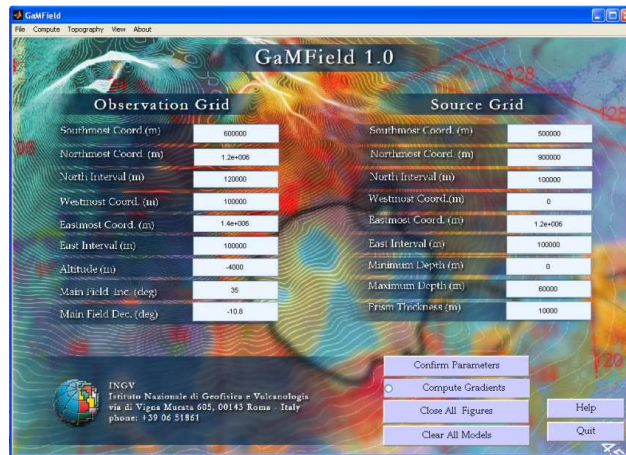 GaMField
File Compute Topography View About
GaMField 1.0
Observation Grid
Southmost Coord.(m) 600000
Northmost Coord. (m) 1.2e+006
North Interval (m) 120000
Westmost Coord. (m) 100000
Eastmost Coord. (m) 1.4e+006
East Interval (m) 100000
Altitude (m) -4000
Main Field Inc. (deg) 35
Main Field Dec. (deg) -10.8
Source Grid
Southmost Coord. (m) 500000
Northmost Coord. (m) 900000
North Interval (m) 100000
Westmost Coord.(m) 0
Eastmost Coord. (m) 1.2e+006
East Interval (m) 100000
Minimum Depth (m) 0
Maximum Depth (m) 60000
Prism Thickness (m) 10000
INGV
Istituto Nazionale di Geofisica e Vulcanologia
via di Vigna Murata 605, 00143 Roma - Italy
phone: +39 06 51861
Confirm Parameters
Compute Gradients
Close All Figures
Clear All Models
Help
Quit
128